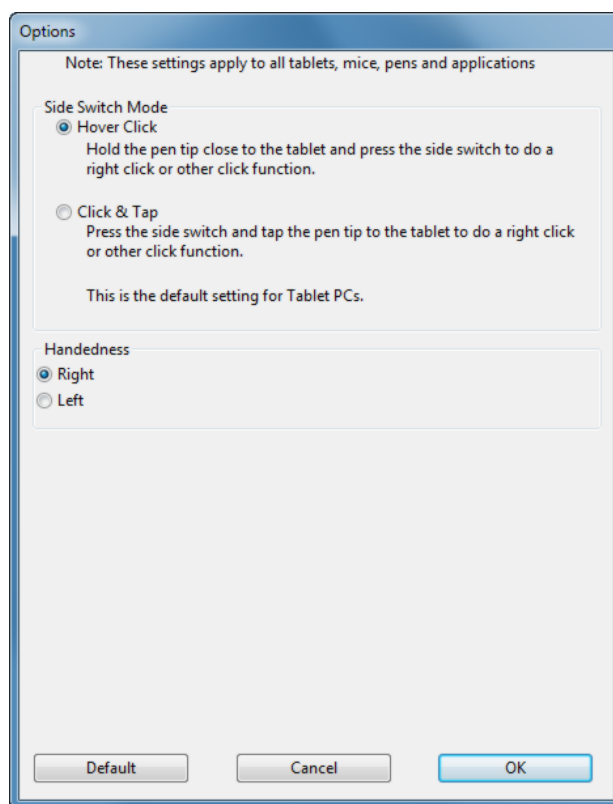 Options
Note: These settings apply to all tablets, mice, pens and applications
Side Switch Mode
Hover Click
Hold the pen tip close to the tablet and press the side switch to do a
right click or other click function.
Click & Tap
Press the side switch and tap the pen tip to the tablet to do a right click
or other click function.
This is the default setting for Tablet PCs.
Handedness
Right
Left
Default
Cancel
OK